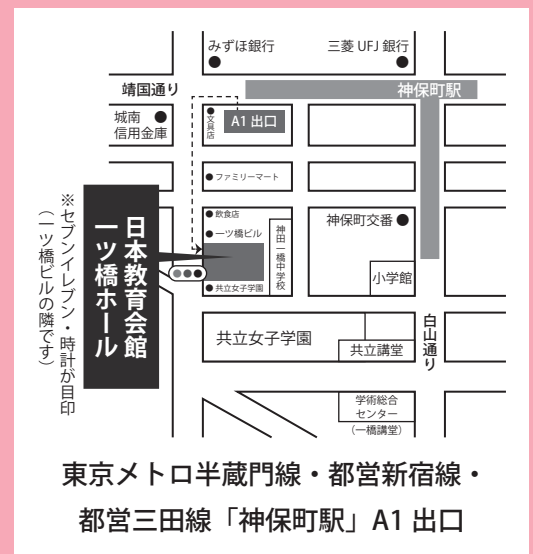 みずほ銀行
三菱 UFJ 銀行
靖国通り
神保町駅
城南
信用金庫
文具店
A1 出口
ファミリーマート
飲食店
一ツ橋ビル
神田一橋中学校
神保町交番
日本教育会館
一ツ橋ホール
※セブンイレブン・時計が目印
(一ツ橋ビルの隣です)
共立女子学園
小学館
共立女子学園
共立講堂
白山通り
学術総合
センター
(一橋講堂)
東京メトロ半蔵門線・都営新宿線・
都営三田線「神保町駅」A1 出口